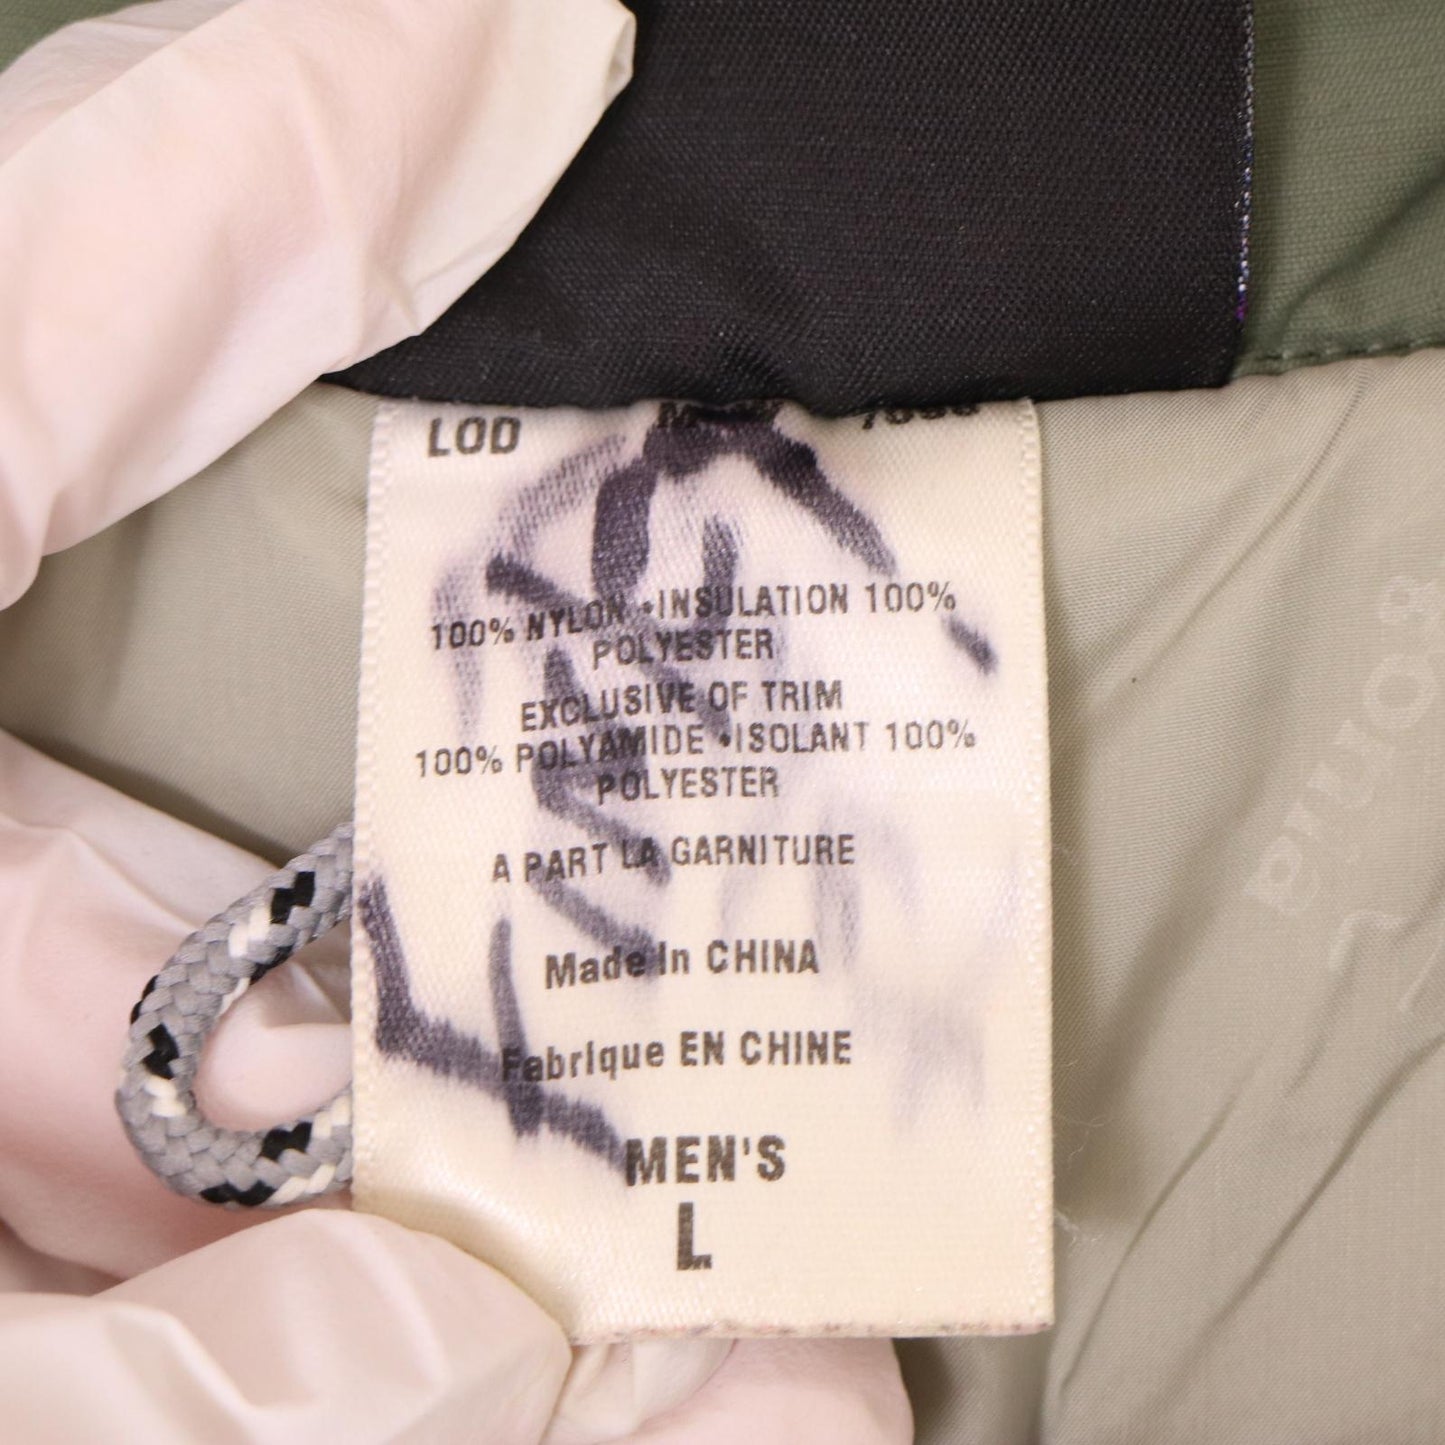 LOD
100% NYLON •INSULATION 100%
POLYESTER
EXCLUSIVE OF TRIM
100% POLYAMIDE •ISOLANT 100%
POLYESTER
A PART LA GARNITURE
Made In CHINA
Fabrique EN CHINE
MEN'S
L